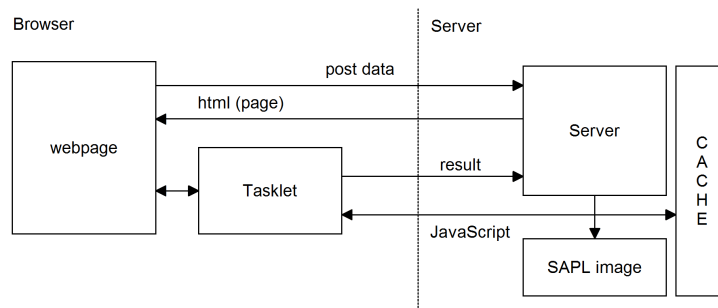 Browser
Server
post data
html (page)
webpage
Server
Tasklet
result
JavaScript
SAPL image
C
A
C
H
E